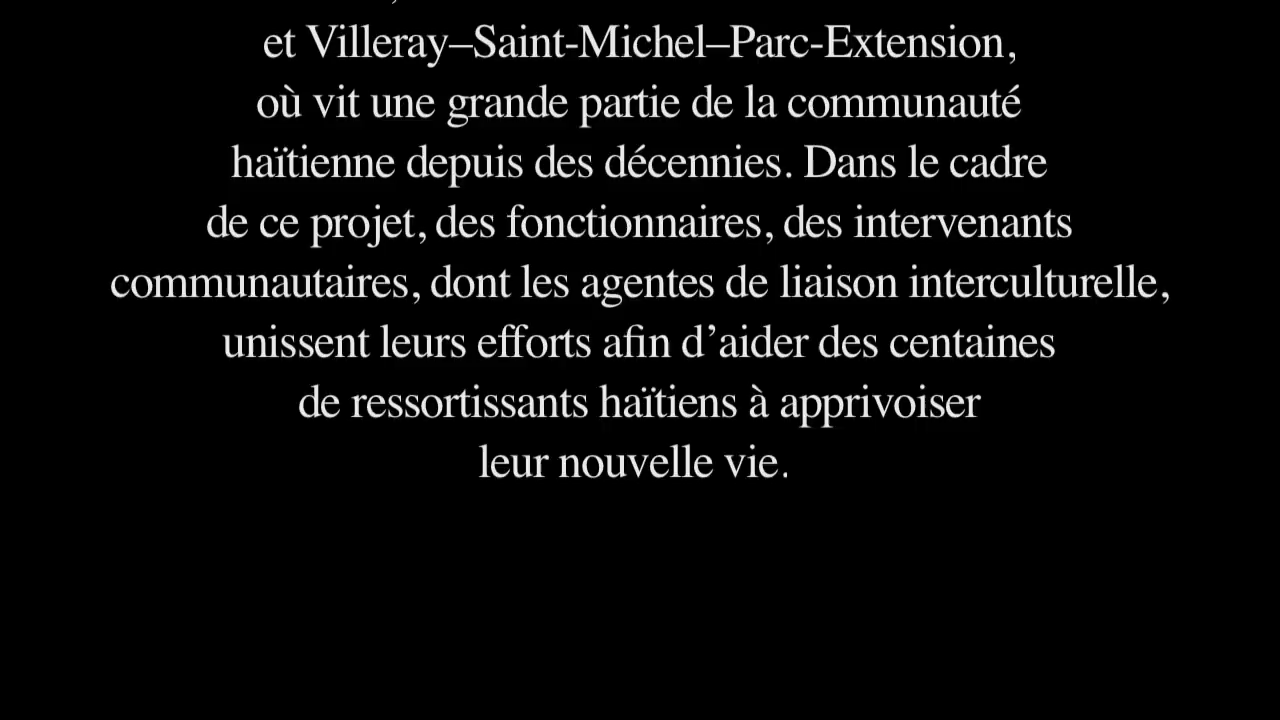 et Villeray–Saint-Michel–Parc-Extension,
où vit une grande partie de la communauté
haïtienne depuis des décennies. Dans le cadre
de ce projet, des fonctionnaires, des intervenants
communautaires, dont les agentes de liaison interculturelle,
unissent leurs efforts afin d’aider des centaines
de ressortissants haïtiens à apprivoiser
leur nouvelle vie.